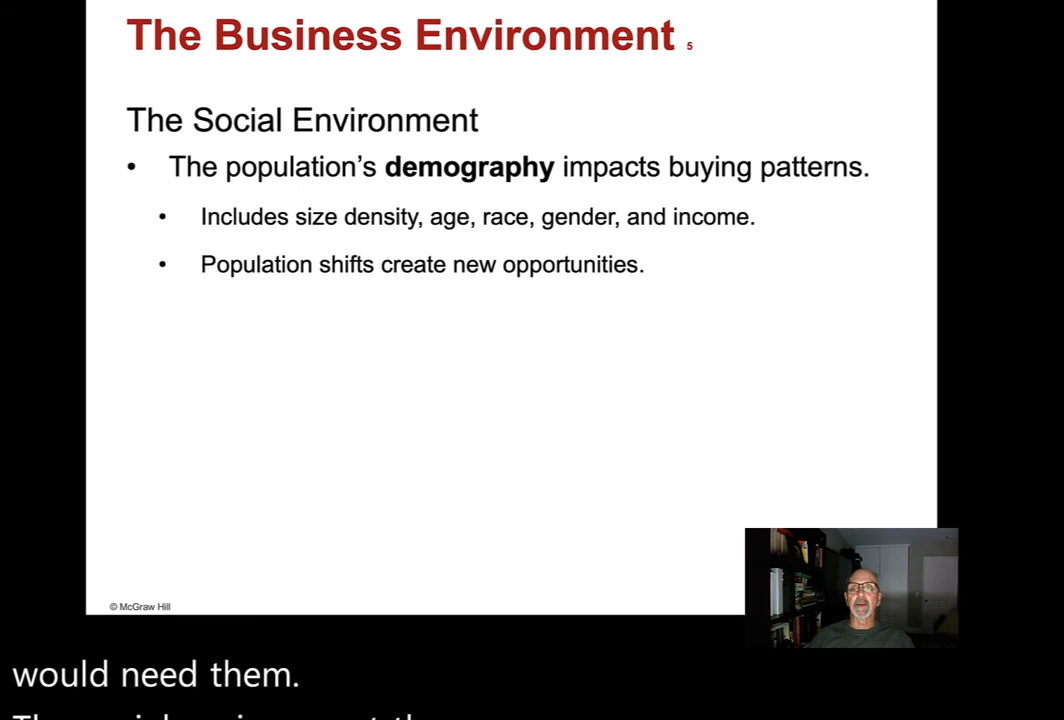 The Business Environment 5
The Social Environment
• The population's demography impacts buying patterns.
• Includes size density, age, race, gender, and income.
• Population shifts create new opportunities.
© McGraw Hill
would need them.